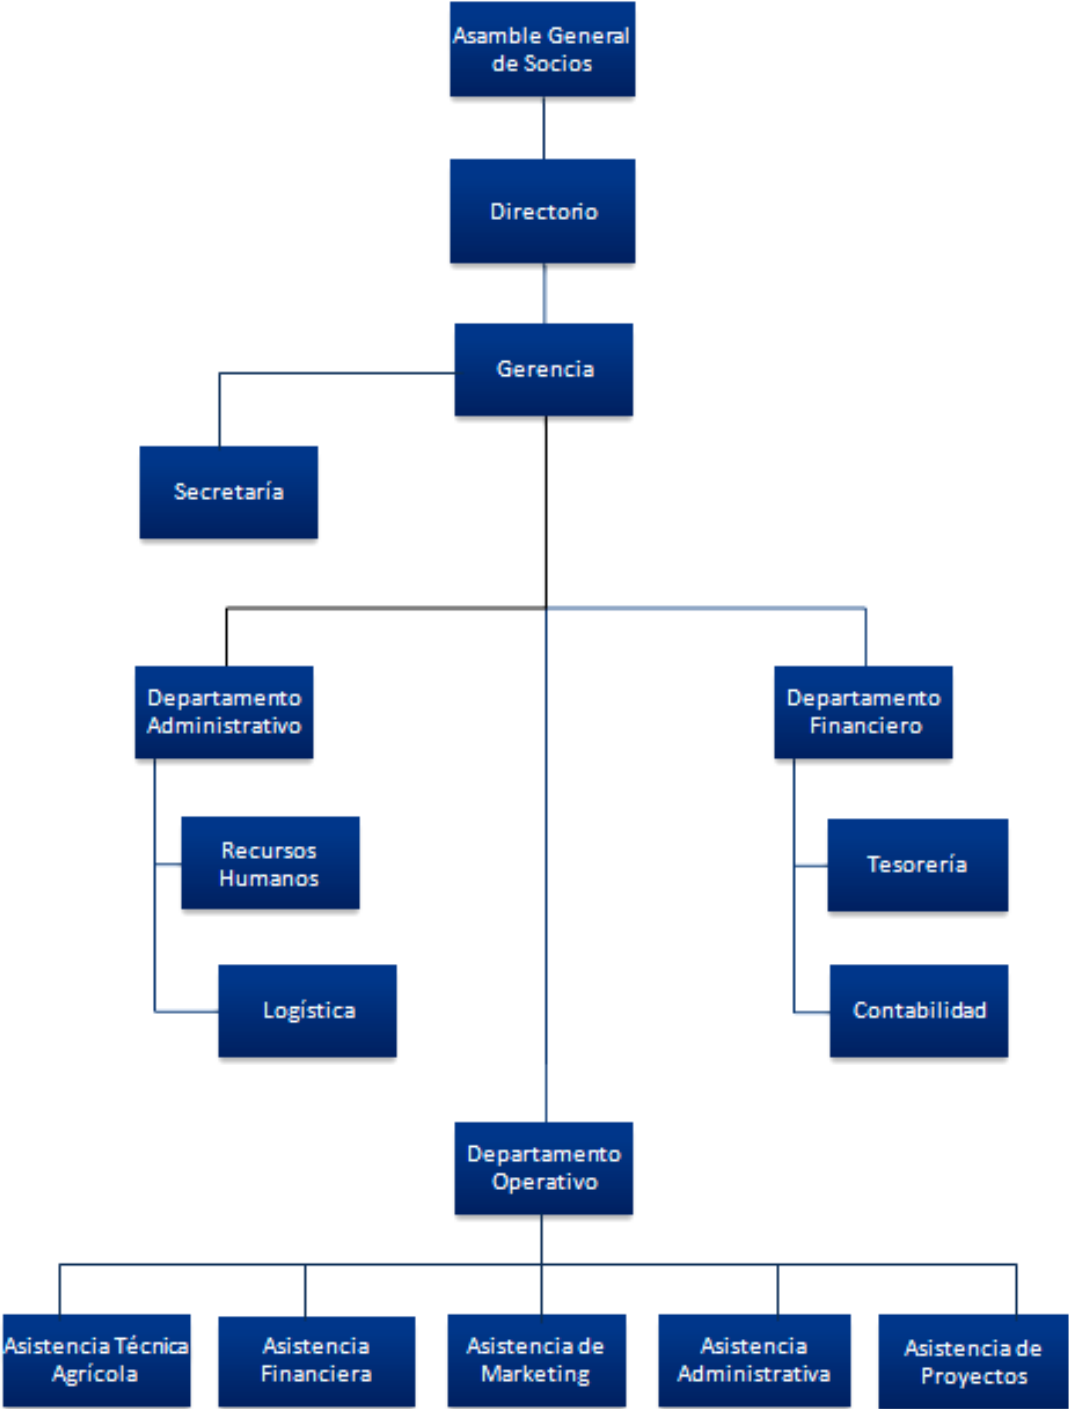 Asamble General
de Socios
Directorio
Gerencia
Secretaría
Departamento
Administrativo
Departamento
Financiero
Recursos
Humanos
Tesorería
Logística
Contabilidad
Departamento
Operativo
Asistencia Técnica
Agrícola
Asistencia
Financiera
Asistencia de
Marketing
Asistencia
Administrativa
Asistencia de
Proyectos